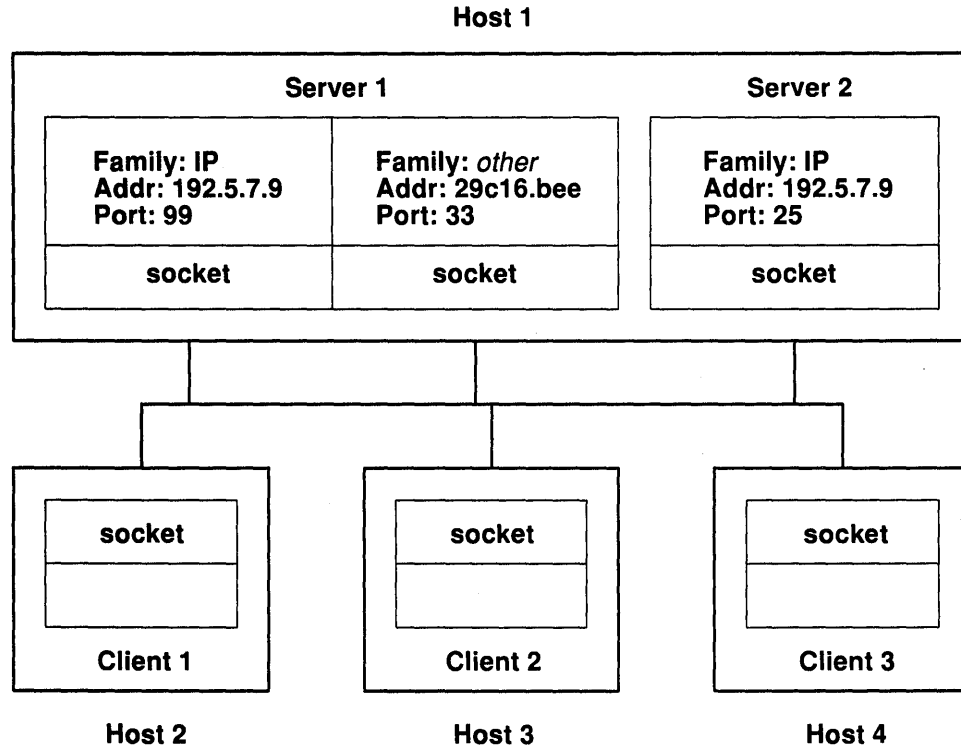 Host 1
Server 1
Server 2
Family: IP
Addr: 192.5.7.9
Port: 99
Family: other
Addr: 29c16.bee
Port: 33
Family: IP
Addr: 192.5.7.9
Port: 25
socket
socket
socket
socket
socket
socket
Client 1
Client 2
Client 3
Host 2
Host 3
Host 4